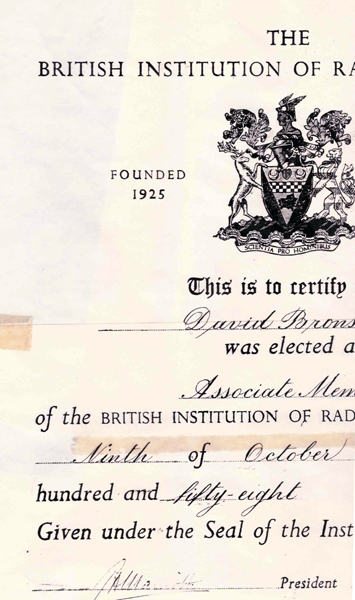 THE
BRITISH INSTITUTION OF RA
FOUNDED
1925
SCIENTIA PRO HOMINIBUS
This is to certify
David Brons
was elected a
Associate Mem
of the BRITISH INSTITUTION OF RAD
Ninth of October
hundred and fifty-eight
Given under the Seal of the Inst
President